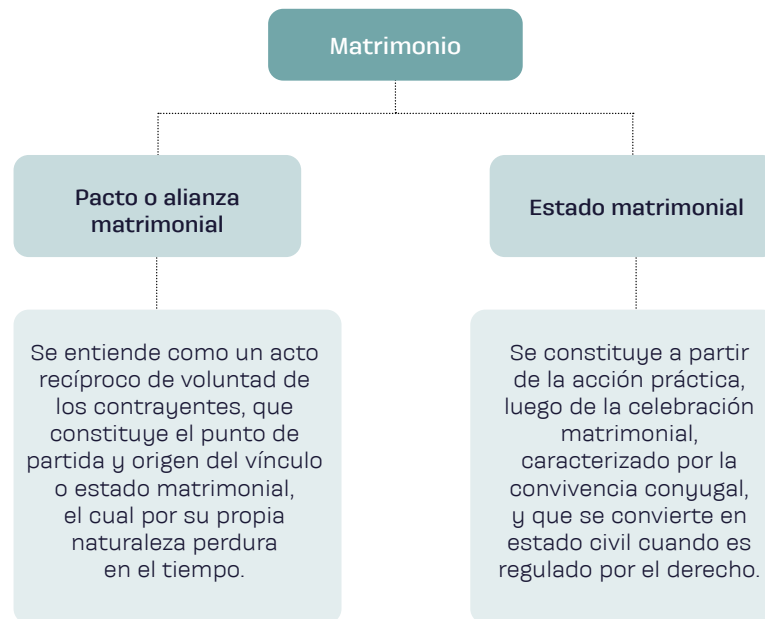 Matrimonio
Pacto o alianza
matrimonial
Estado matrimonial
Se entiende como un acto
recíproco de voluntad de
los contrayentes, que
constituye el punto de
partida y origen del vínculo
o estado matrimonial,
el cual por su propia
naturaleza perdura
en el tiempo.
Se constituye a partir
de la acción práctica,
luego de la celebración
matrimonial,
caracterizado por la
convivencia conyugal,
y que se convierte en
estado civil cuando es
regulado por el derecho.